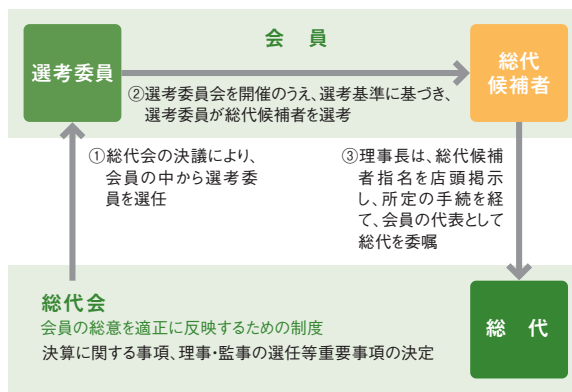 会員
選考委員
総代
候補者
②選考委員会を開催のうえ、選考基準に基づき、
選考委員が総代候補者を選考
①総代会の決議により、
会員の中から選考委
員を選任
③理事長は、総代候補
者指名を店頭掲示
し、所定の手続を経
て、会員の代表として
総代を委嘱
総代会
会員の総意を適正に反映するための制度
決算に関する事項、理事・監事の選任等重要事項の決定
総代